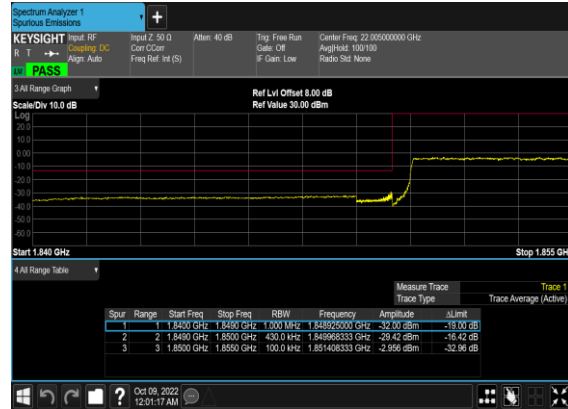 Spectrum Analyzer 1
Spurious Emissions
KEYSIGHT Input: RF Input Z: 50 Ω Atten: 40 dB Trig: Free Run Center Freq: 22.005000000 GHz
R T Coupling: DC Corr CCorr Gate: Off Avg|Hold: 100/100
Align: Auto Freq Ref: Int (S) IF Gain: Low Radio Std: None
LM PASS
3 All Range Graph
Ref Lvl Offset 8.00 dB
Scale/Div 10.0 dB Ref Value 30.00 dBm
Log
20.0
10.0
0.00
-10.0
-20.0
-30.0
-40.0
-50.0
-60.0
Start 1.840 GHz Stop 1.855 GH
4 All Range Table
Measure Trace Trace 1
Trace Type Trace Average (Active)
Spur Range Start Freq Stop Freq RBW Frequency Amplitude ΔLimit
1 1 1.8400 GHz 1.8490 GHz 1.000 MHz 1.848925000 GHz -32.00 dBm -19.00 dB
2 2 1.8490 GHz 1.8500 GHz 430.0 kHz 1.849968333 GHz -29.42 dBm -16.42 dB
3 3 1.8500 GHz 1.8550 GHz 100.0 kHz 1.851408333 GHz -2.956 dBm -32.96 dB
Oct 09, 2022
12:01:17 AM